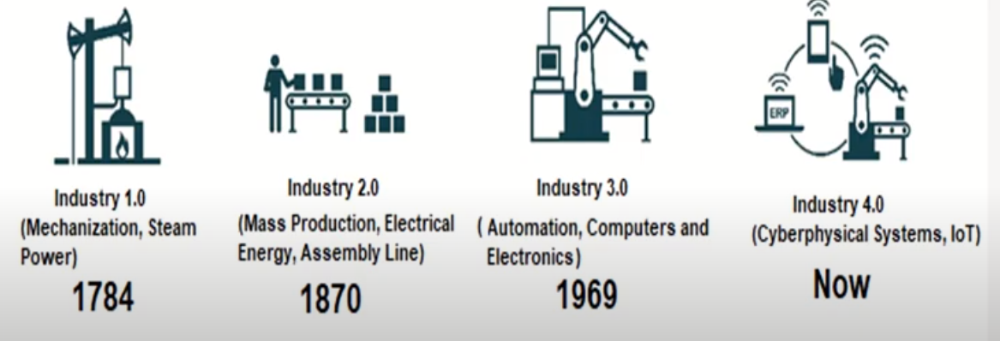 ERP
Industry 1.0
(Mechanization, Steam
Power)
1784
Industry 2.0
(Mass Production, Electrical
Energy, Assembly Line)
1870
Industry 3.0
( Automation, Computers and
Electronics)
1969
Industry 4.0
(Cyberphysical Systems, IoT)
Now